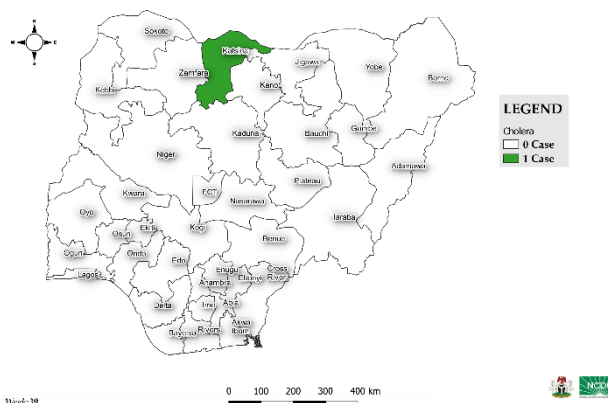 N
W E
S
Sokoto
Katsina
Jigawa
Yobe
Borno
Zamfara
Kebbi
Kano
Kaduna
Bauchi
Gombe
Adamawa
Niger
Plateau
FCT
Kwara
Nasarawa
Taraba
Oyo
Kogi
Benue
Osun
Ekiti
Ondo
Ogun
Edo
Lagos
Enugu
Cross
River
Ebonyi
Anambra
Delta
Imo
Abia
Bayelsa
Rivers
Akwa
Ibom
LEGEND
Cholera
0 Case
1 Case
0 100 200 300 400 km
NCDC